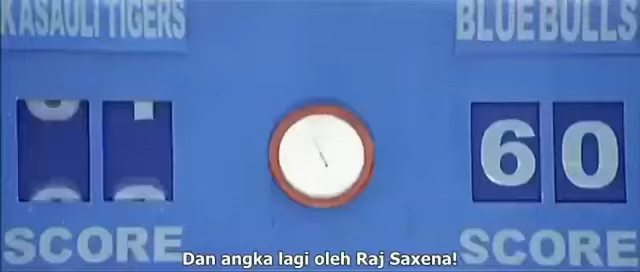 KASAULI TIGERS
BLUE BULLS
60
SCORE
SCORE
Dan angka lagi oleh Raj Saxena!